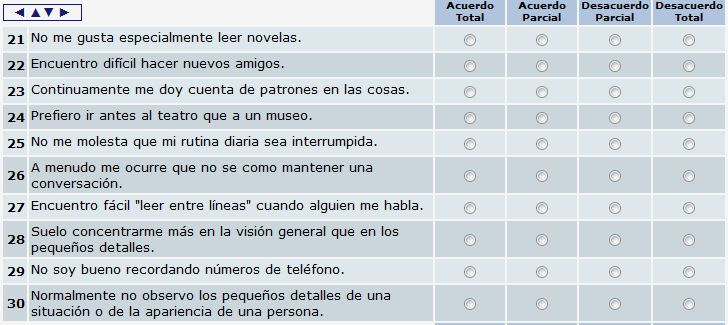 Acuerdo Total Acuerdo Parcial Desacuerdo Parcial Desacuerdo Total
21 No me gusta especialmente leer novelas.
22 Encuentro difícil hacer nuevos amigos.
23 Continuamente me doy cuenta de patrones en las cosas.
24 Prefiero ir antes al teatro que a un museo.
25 No me molesta que mi rutina diaria sea interrumpida.
26 A menudo me ocurre que no se como mantener una
conversación.
27 Encuentro fácil "leer entre líneas" cuando alguien me habla.
28 Suelo concentrarme más en la visión general que en los
pequeños detalles.
29 No soy bueno recordando números de teléfono.
30 Normalmente no observo los pequeños detalles de una
situación o de la apariencia de una persona.